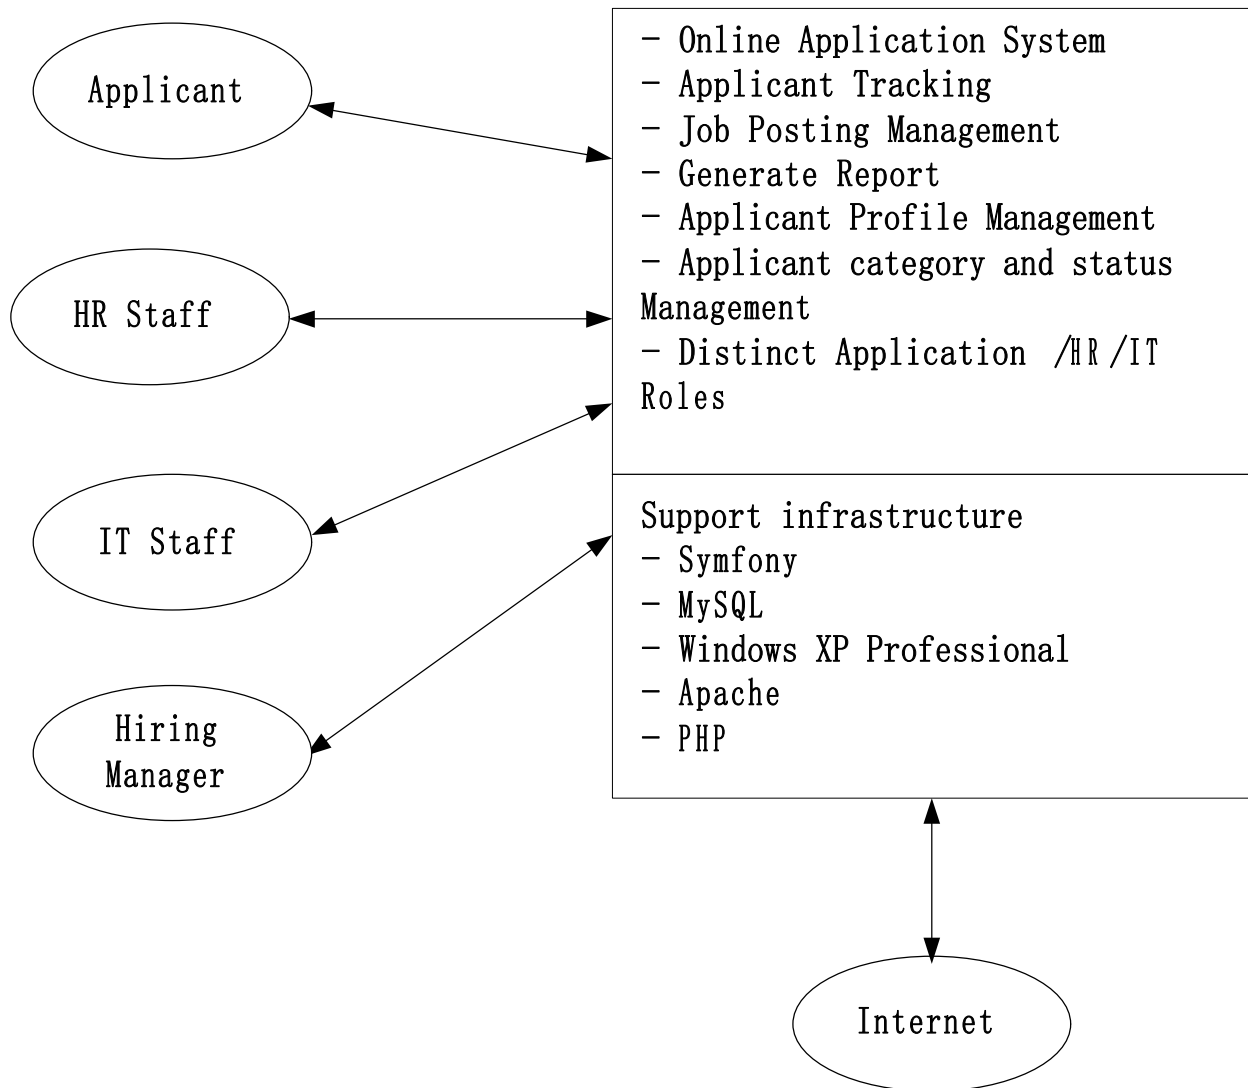 Applicant
HR Staff
IT Staff
Hiring
Manager
- Online Application System
- Applicant Tracking
- Job Posting Management
- Generate Report
- Applicant Profile Management
- Applicant category and status
Management
- Distinct Application /HR/IT
Roles
Support infrastructure
- Symfony
- MySQL
- Windows XP Professional
- Apache
- PHP
Internet